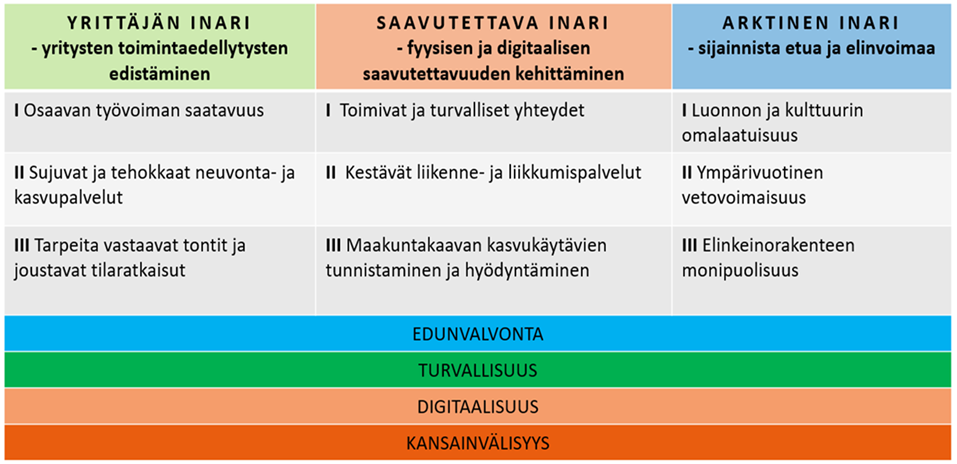 YRITTÄJÄN INARI
- yritysten toimintaedellytysten
edistäminen
SAAVUTETTAVA INARI
- fyysisen ja digitaalisen
saavutettavuuden kehittäminen
ARKTINEN INARI
- sijainnista etua ja elinvoimaa
I Osaavan työvoiman saatavuus
I Toimivat ja turvalliset yhteydet
I Luonnon ja kulttuurin
omalaatuisuus
II Sujuvat ja tehokkaat neuvonta- ja
kasvupalvelut
II Kestävät liikenne- ja liikkumispalvelut
II Ympärivuotinen
vetovoimaisuus
III Tarpeita vastaavat tontit ja
joustavat tilaratkaisut
III Maakuntakaavan kasvukäytävien
tunnistaminen ja hyödyntäminen
III Elinkeinorakenteen
monipuolisuus
EDUNVALVONTA
TURVALLISUUS
DIGITAALISUUS
KANSAINVÄLISYYS